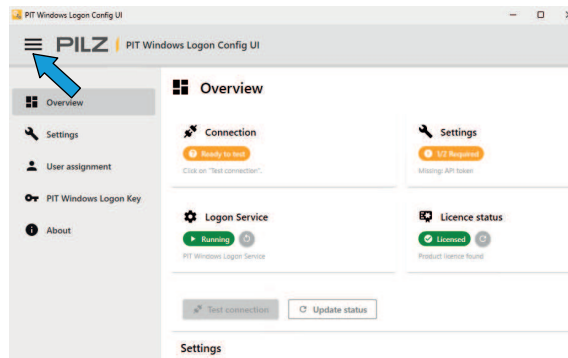 PIT Windows Logon Config UI
PILZ PIT Windows Logon Config UI
Overview
Overview
Settings
User assignment
PIT Windows Logon Key
About
Connection
Ready to test
Click on "Test connection".
Settings
1/2 Required
Missing: API token
Logon Service
Running
PIT Windows Logon Service
Licence status
Licensed
Product licence found
Test connection
Update status
Settings